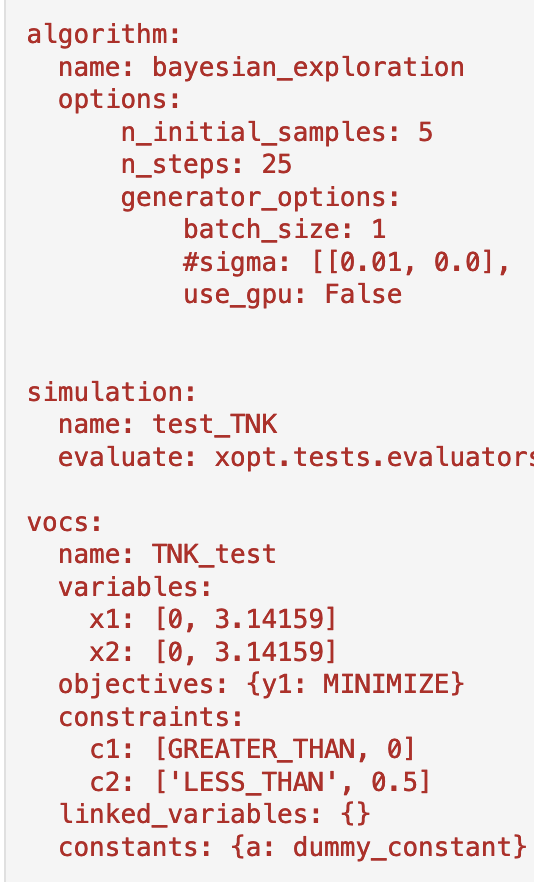 algorithm:
  name: bayesian_exploration
  options:
      n_initial_samples: 5
      n_steps: 25
      generator_options:
          batch_size: 1
          #sigma: [[0.01, 0.0],
          use_gpu: False
simulation:
  name: test_TNK
  evaluate: xopt.tests.evaluators
vocs:
  name: TNK_test
  variables:
    x1: [0, 3.14159]
    x2: [0, 3.14159]
  objectives: {y1: MINIMIZE}
  constraints:
    c1: [GREATER_THAN, 0]
    c2: ['LESS_THAN', 0.5]
  linked_variables: {}
  constants: {a: dummy_constant}